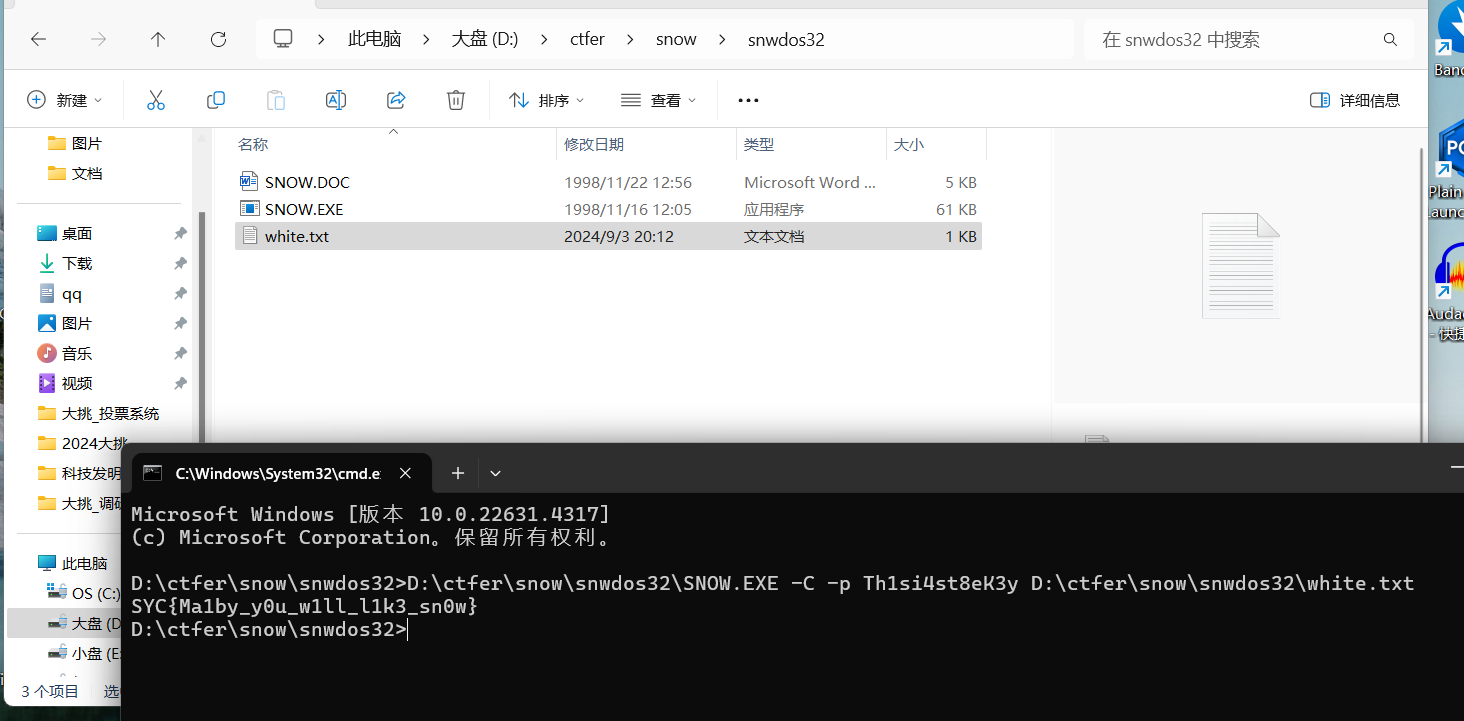 此电脑 > 大盘 (D:) > ctfer > snow > snwdos32
在 snwdos32 中搜索
新建
排序
查看
详细信息
图片
文档
桌面
下载
qq
图片
音乐
视频
大挑_投票系统
2024大挑
科技发明
大挑_调研
此电脑
OS (C:)
大盘 (D
小盘 (E:
3 个项目
名称 修改日期 类型 大小
SNOW.DOC 1998/11/22 12:56 Microsoft Word ... 5 KB
SNOW.EXE 1998/11/16 12:05 应用程序 61 KB
white.txt 2024/9/3 20:12 文本文档 1 KB
Band
PC
Plain
Launc
Audac
- 快捷
C:\Windows\System32\cmd.e
Microsoft Windows [版本 10.0.22631.4317]
(c) Microsoft Corporation。保留所有权利。
D:\ctfer\snow\snwdos32>D:\ctfer\snow\snwdos32\SNOW.EXE -C -p Th1si4st8eK3y D:\ctfer\snow\snwdos32\white.txt
SYC{Ma1by_y0u_w1ll_l1k3_sn0w}
D:\ctfer\snow\snwdos32>